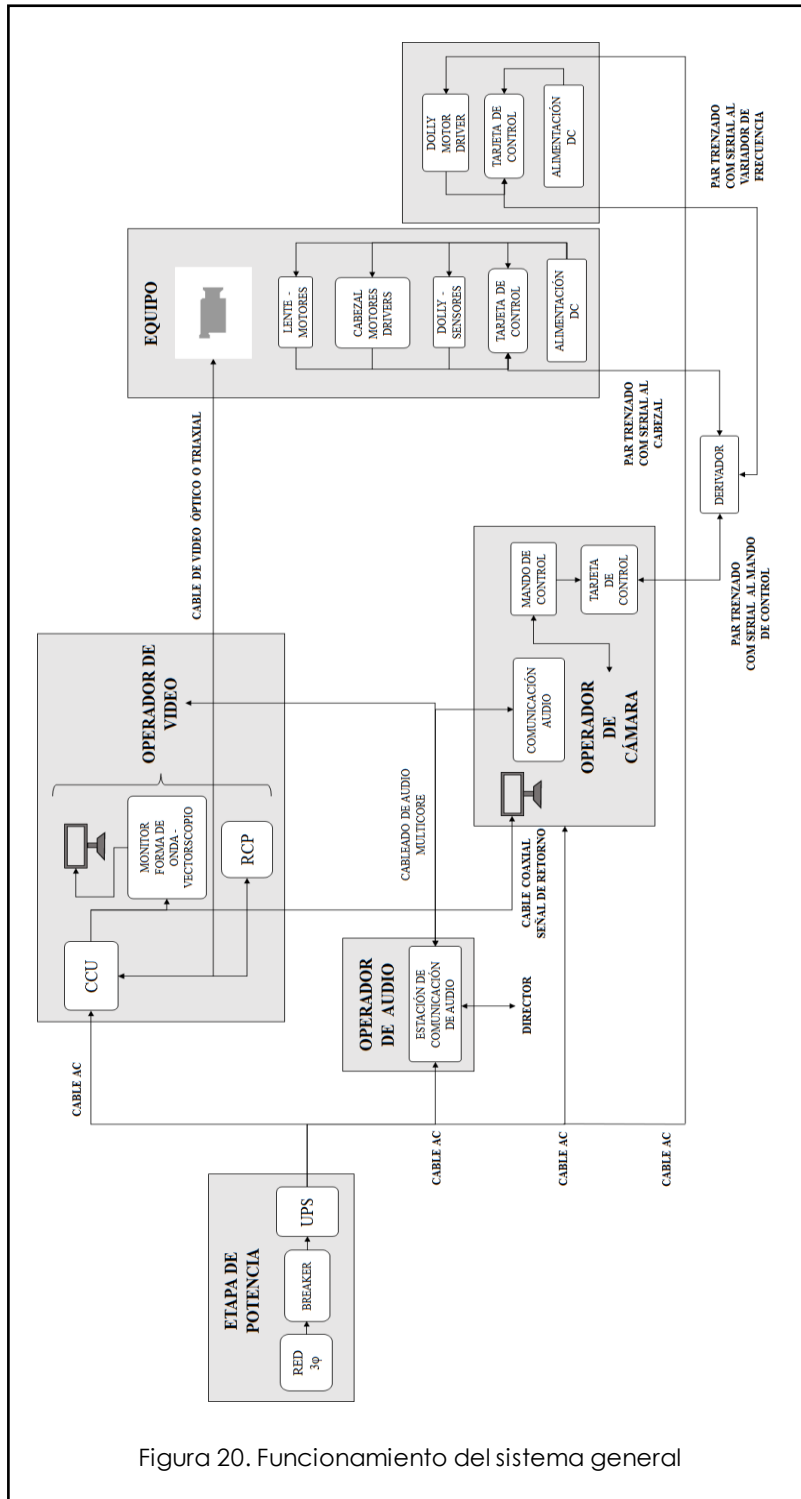 ETAPA DE
POTENCIA
RED
3φ
BREAKER
UPS
CABLE AC
CABLE AC
CABLE AC
CABLE AC
OPERADOR DE
VIDEO
CCU
MONITOR
FORMA DE
ONDA -
VECTORSCOPIO
RCP
OPERADOR
DE AUDIO
ESTACIÓN DE
COMUNICACIÓN
DE AUDIO
DIRECTOR
CABLEADO DE AUDIO
MULTICORE
CABLE COAXIAL
SEÑAL DE RETORNO
COMUNICACIÓN
AUDIO
MANDO DE
CONTROL
TARJETA
DE
CONTROL
OPERADOR
DE
CÁMARA
CABLE DE VIDEO ÓPTICO O TRIAXIAL
PAR TRENZADO
COM SERIAL AL MANDO
DE CONTROL
DERIVADOR
PAR TRENZADO
COM SERIAL AL
CABEZAL
EQUIPO
LENTE -
MOTORES
CABEZAL
MOTORES
DRIVERS
DOLLY -
SENSORES
TARJETA DE
CONTROL
ALIMENTACIÓN
DC
DOLLY
MOTOR
DRIVER
TARJETA DE
CONTROL
ALIMENTACIÓN
DC
PAR TRENZADO
COM SERIAL AL
VARIADOR DE
FRECUENCIA
Figura 20. Funcionamiento del sistema general